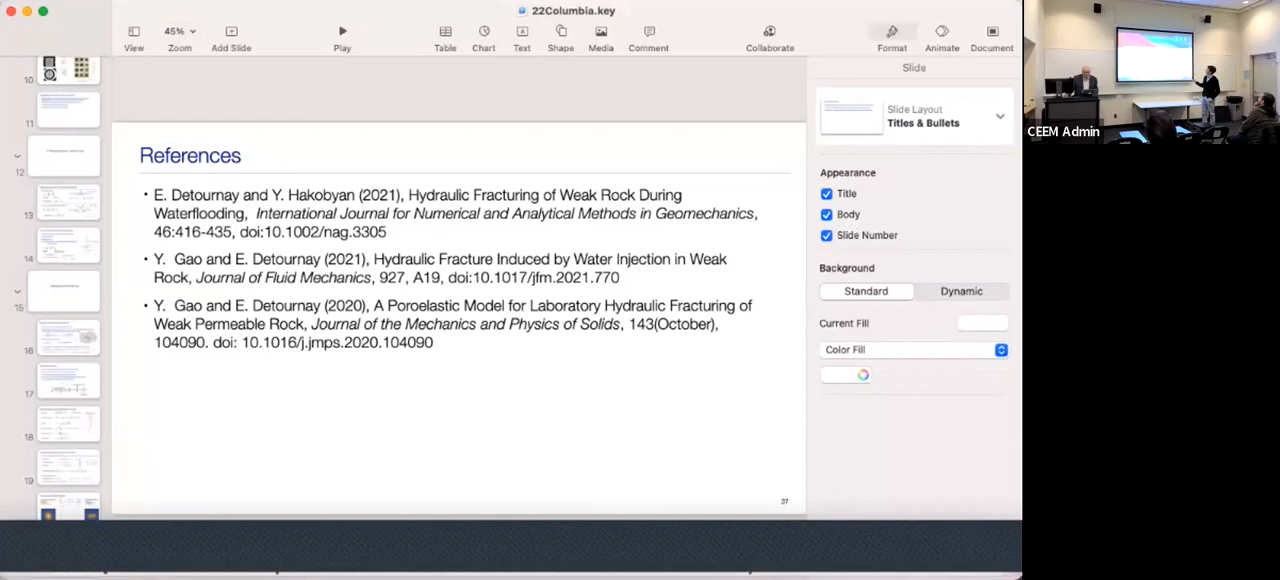 22Columbia.key
45%
View
Zoom
Add Slide
Play
Table
Chart
Text
Shape
Media
Comment
Collaborate
Format
Animate
Document
10
11
12
13
14
15
16
17
18
19
References
• E. Detournay and Y. Hakobyan (2021), Hydraulic Fracturing of Weak Rock During
Waterflooding, International Journal for Numerical and Analytical Methods in Geomechanics,
46:416-435, doi:10.1002/nag.3305
• Y. Gao and E. Detournay (2021), Hydraulic Fracture Induced by Water Injection in Weak
Rock, Journal of Fluid Mechanics, 927, A19, doi:10.1017/jfm.2021.770
• Y. Gao and E. Detournay (2020), A Poroelastic Model for Laboratory Hydraulic Fracturing of
Weak Permeable Rock, Journal of the Mechanics and Physics of Solids, 143(October),
104090. doi: 10.1016/j.jmps.2020.104090
37
Slide
Slide Layout
Titles & Bullets
Appearance
Title
Body
Slide Number
Background
Standard
Dynamic
Current Fill
Color Fill
CEEM Admin